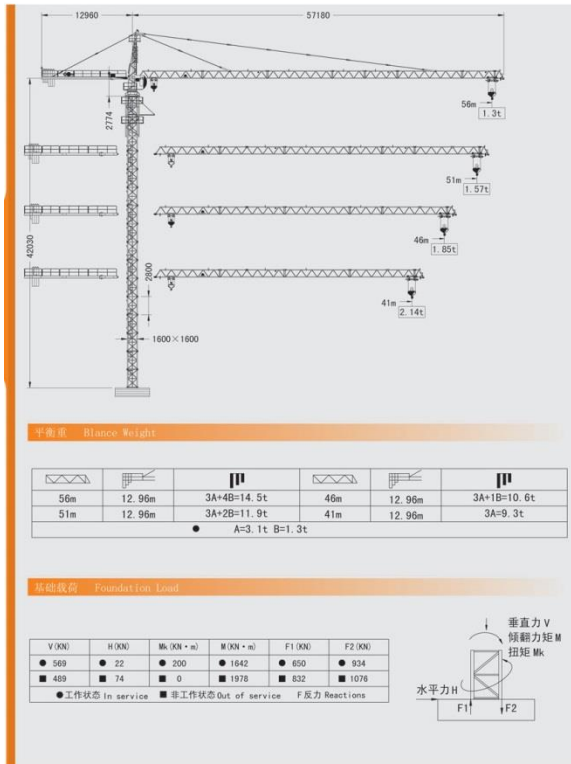 12960
57180
2774
56m
1.3t
51m
1.57t
46m
1.85t
42030
2800
41m
2.14t
1600×1600
平衡重 Blance Weight
56m 12.96m 3A+4B=14.5t 46m 12.96m 3A+1B=10.6t
51m 12.96m 3A+2B=11.9t 41m 12.96m 3A=9.3t
● A=3.1t B=1.3t
基础载荷 Foundation Load
V(KN) H(KN) Mk(KN·m) M(KN·m) F1(KN) F2(KN)
● 569 ● 22 ● 200 ● 1642 ● 650 ● 934
■ 489 ■ 74 ■ 0 ■ 1978 ■ 832 ■ 1076
●工作状态 In service ■ 非工作状态 Out of service F反力 Reactions
垂直力 V
倾翻力矩 M
扭矩 Mk
水平力 H
F1
F2